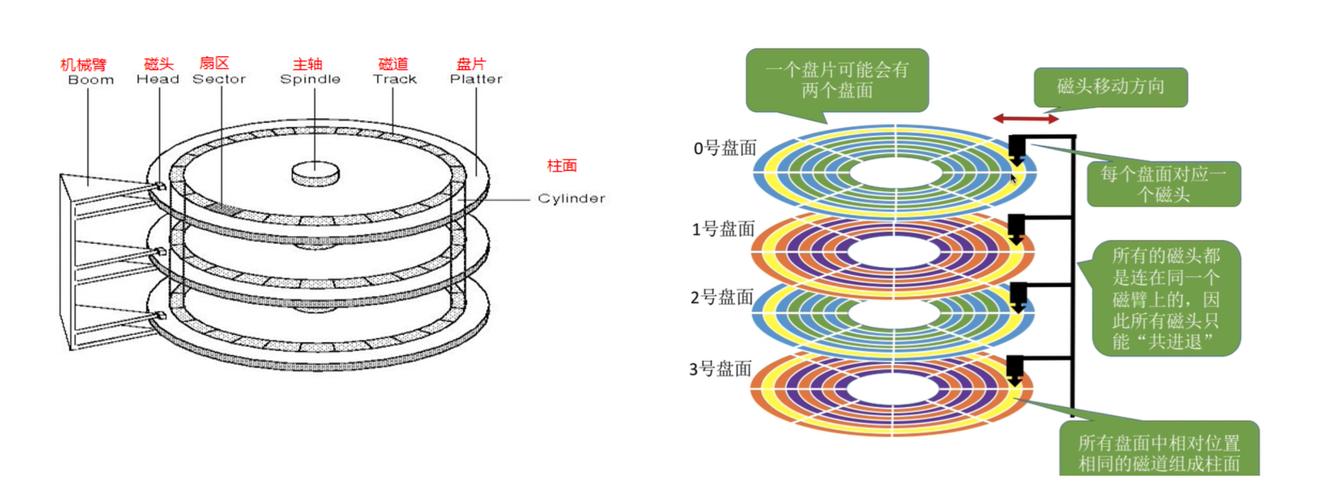 机械臂
Boom
磁头
Head
扇区
Sector
主轴
Spindle
磁道
Track
盘片
Platter
柱面
Cylinder
一个盘片可能会有
两个盘面
磁头移动方向
0号盘面
每个盘面对应一
个磁头
1号盘面
所有的磁头都
是连在同一个
磁臂上的，因
此所有磁头只
能“共进退”
2号盘面
3号盘面
所有盘面中相对位置
相同的磁道组成柱面